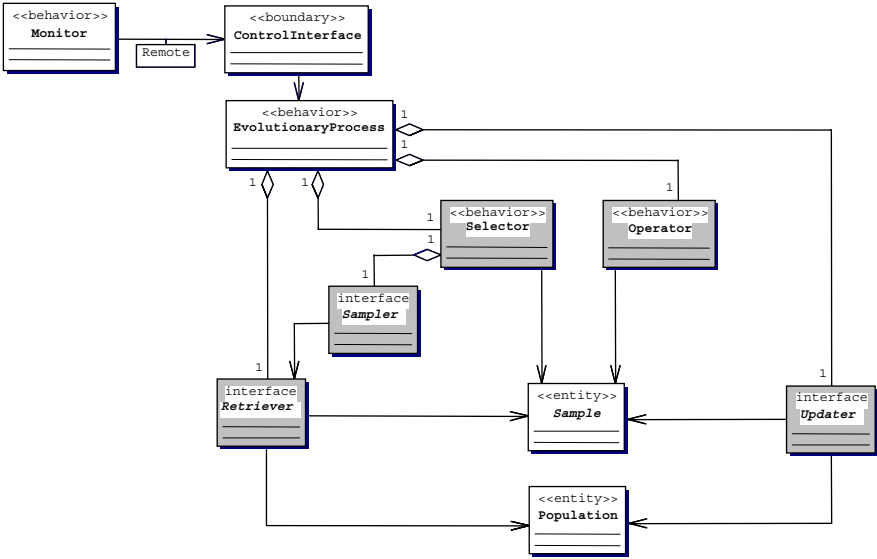 <<behavior>>
Monitor
Remote
<<boundary>>
ControlInterface
<<behavior>>
EvolutionaryProcess
1
1
1
1
<<behavior>>
Selector
1
1
<<behavior>>
Operator
1
1
interface
Sampler
1
interface
Retriever
<<entity>>
Sample
1
interface
Updater
<<entity>>
Population